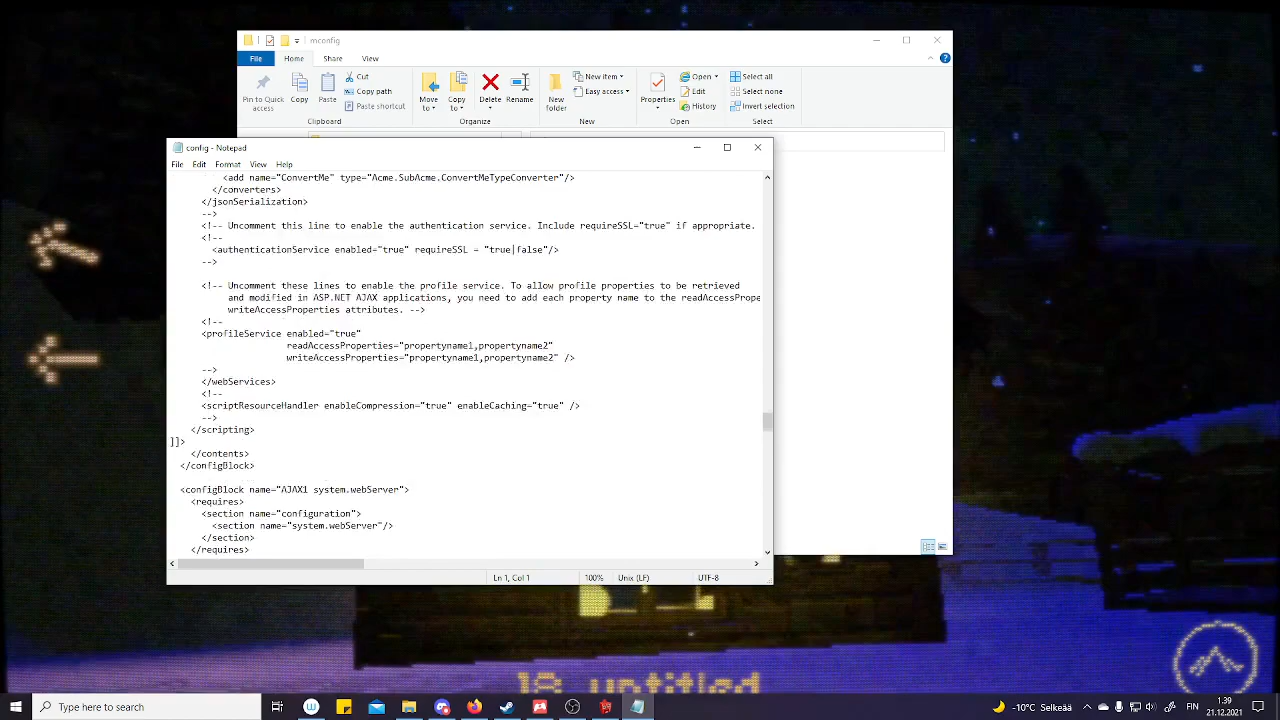 mconfig
File Home Share View
Pin to Quick access
Copy
Paste
Cut
Copy path
Paste shortcut
Clipboard
Move to
Copy to
Delete
Rename
Organize
New folder
New item
Easy access
New
Properties
Open
Edit
History
Open
Select all
Select none
Invert selection
Select
config - Notepad
File Edit Format View Help
<add name="ConvertMe" type="Acme.SubAcme.ConvertMeTypeConverter"/>
</converters>
</jsonSerialization>
-->
<!-- Uncomment this line to enable the authentication service. Include requireSSL="true" if appropriate.
<!--
<authenticationService enabled="true" requireSSL = "true|false"/>
-->
<!-- Uncomment these lines to enable the profile service. To allow profile properties to be retrieved
and modified in ASP.NET AJAX applications, you need to add each property name to the readAccessPrope
writeAccessProperties attributes. -->
<!--
<profileService enabled="true"
readAccessProperties="propertyname1,propertyname2"
writeAccessProperties="propertyname1,propertyname2" />
-->
</webServices>
<!--
<scriptResourceHandler enableCompression="true" enableCaching="true" />
-->
</scripting>
]]>
</contents>
</configBlock>
<configBlock name="AJAX1 system.webServer">
<requires>
<section name="configuration">
<section name="system.webServer"/>
</section>
</requires>
Ln 1, Col 1 100% Unix (LF) UTF-8
18 untitled
Type here to search
-10°C Selkeää
FIN
1.39
21.12.2021